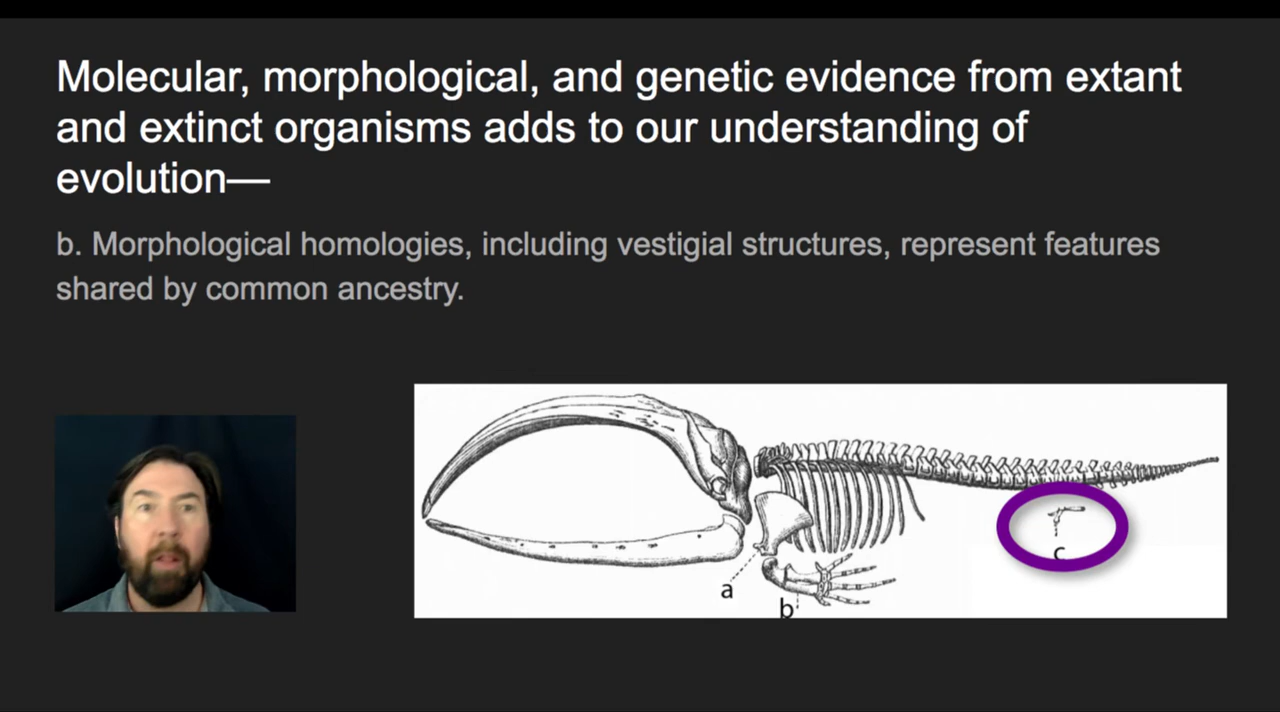 Molecular, morphological, and genetic evidence from extant
and extinct organisms adds to our understanding of
evolution—
b. Morphological homologies, including vestigial structures, represent features
shared by common ancestry.
a
b
c